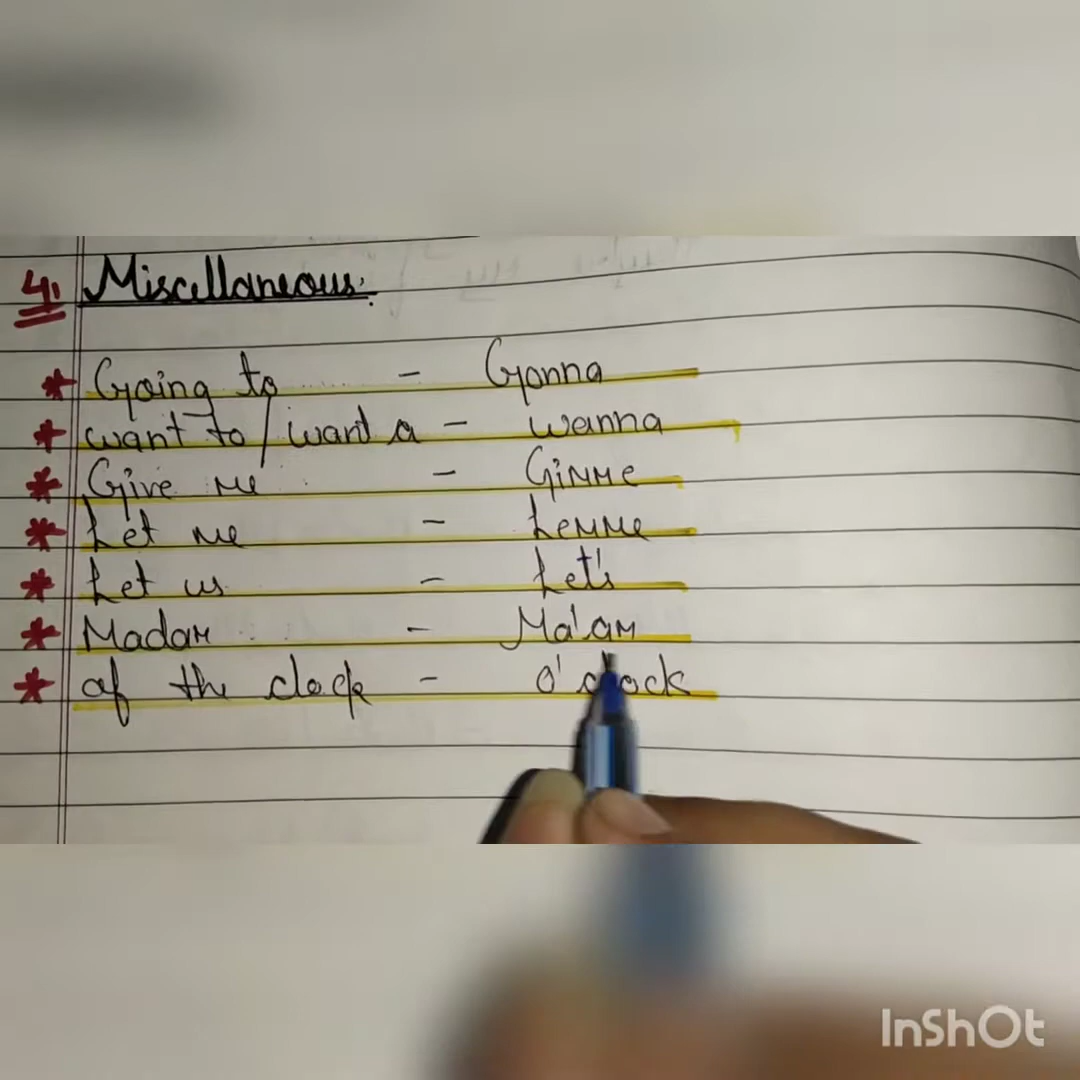 4. Miscellaneous:
* Going to - Gonna
* want to/want a - wanna
* Give me - Gimme
* Let me - Lemme
* Let us - Let's
* Madam - Ma'am
* of the clock - o'clock
InShOt